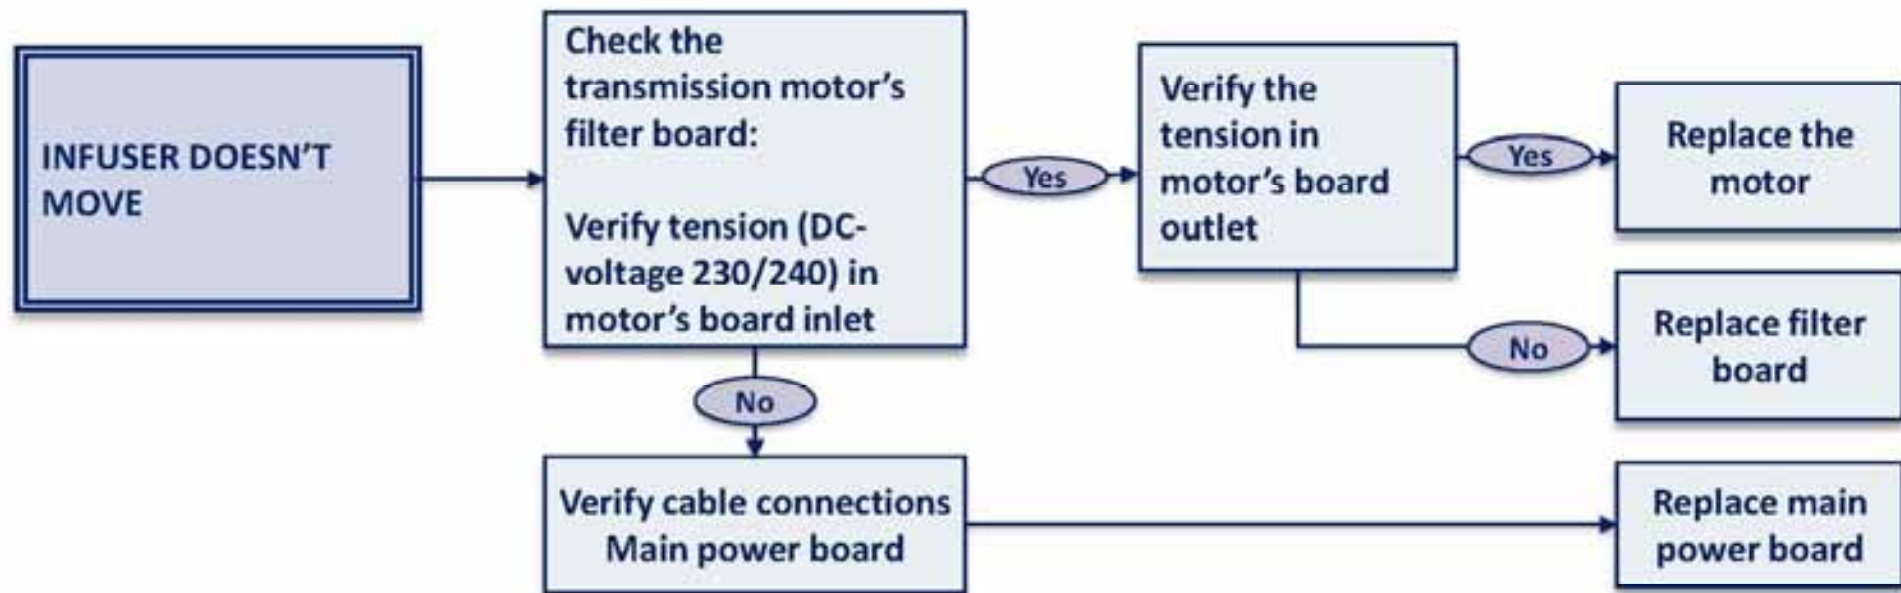 INFUSER DOESN'T
MOVE
Check the
transmission motor's
filter board:
Verify tension (DC-
voltage 230/240) in
motor's board inlet
Yes
Verify the
tension in
motor's board
outlet
Yes
Replace the
motor
No
Replace filter
board
No
Verify cable connections
Main power board
Replace main
power board